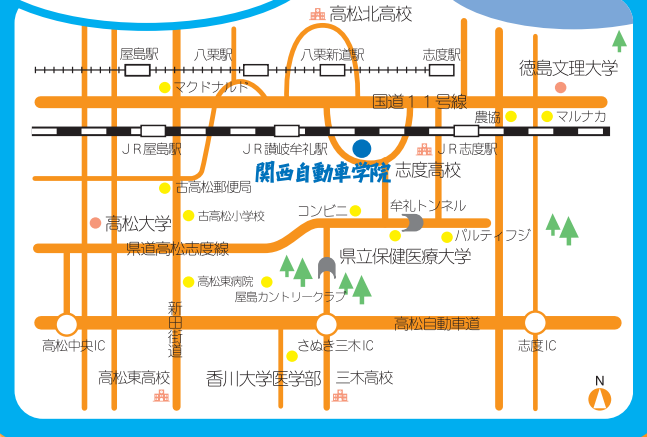 高松北高校
屋島駅
八栗駅
八栗新道駅
志度駅
徳島文理大学
マクドナルド
国道11号線
農協
マルナカ
JR屋島駅
JR讃岐牟礼駅
JR志度駅
関西自動車学院
志度高校
古高松郵便局
コンビニ
牟礼トンネル
古高松小学校
高松大学
パルティフジ
県道高松志度線
県立保健医療大学
高松東病院
屋島カントリークラブ
新田街道
高松自動車道
高松中央IC
さぬき三木IC
志度IC
高松東高校
香川大学医学部
三木高校
N